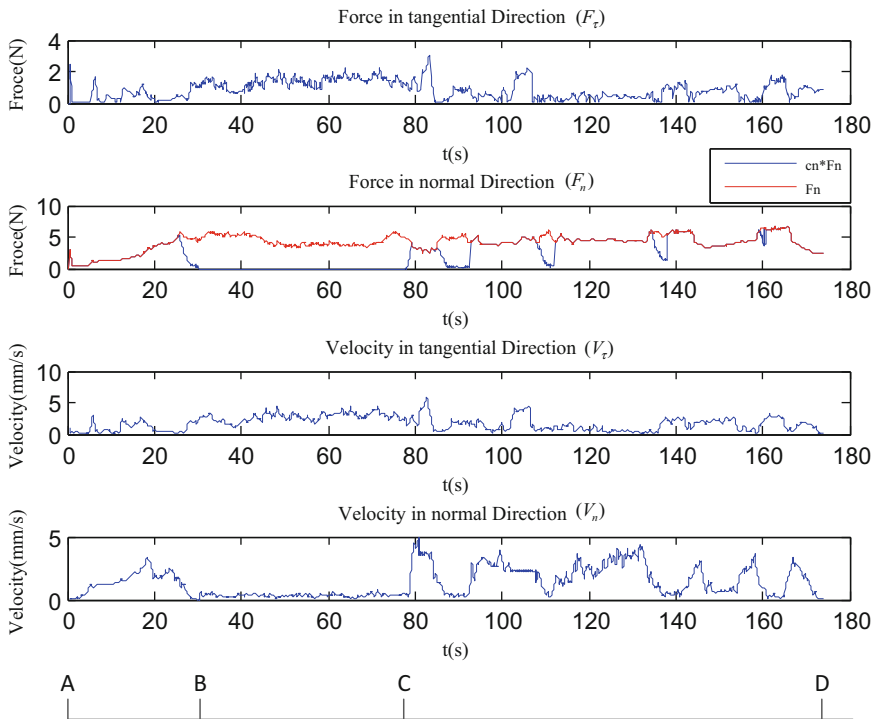 Force in tangential Direction (Fτ)
Froce(N)
4
2
0
0 20 40 60 80 100 120 140 160 180
t(s)
cn*Fn
Fn
Force in normal Direction (Fn)
Froce(N)
10
5
0
0 20 40 60 80 100 120 140 160 180
t(s)
Velocity in tangential Direction (Vτ)
Velocity(mm/s)
10
5
0
0 20 40 60 80 100 120 140 160 180
t(s)
Velocity in normal Direction (Vn)
Velocity(mm/s)
5
0
0 20 40 60 80 100 120 140 160 180
t(s)
A B C D